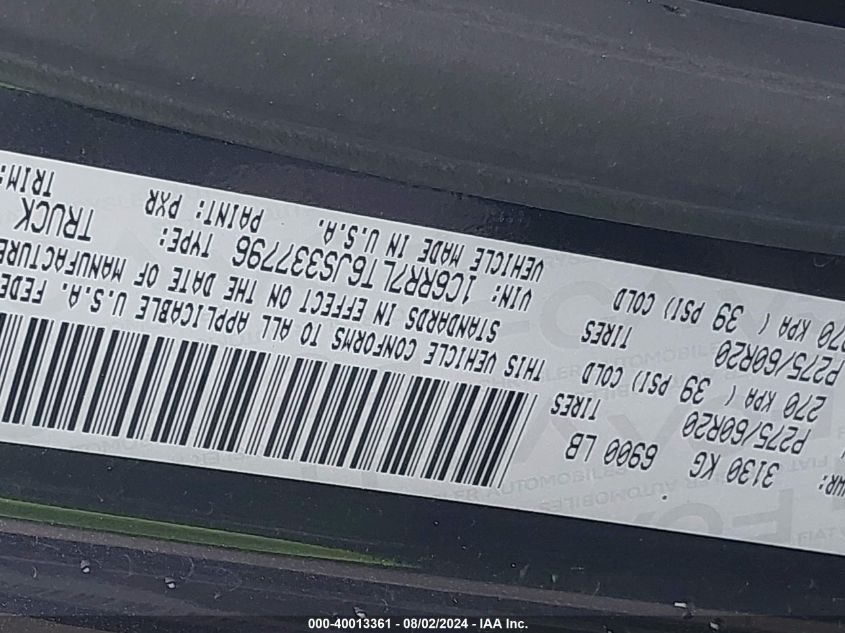 WR: 3130 KG 6900 LB
P275/60R20 TIRES
270 KPA ( 39 PSI) COLD
P275/60R20 TIRES
270 KPA ( 39 PSI) COLD
THIS VEHICLE CONFORMS TO ALL APPLICABLE U.S.A. FEDE
STANDARDS IN EFFECT ON THE DATE OF MANUFACTURE
VIN: 1C6RR7LT6JS337796 TYPE: TRUCK
VEHICLE MADE IN U.S.A. PAINT: PXR TRIM:
000-40013361 - 08/02/2024 - IAA Inc.